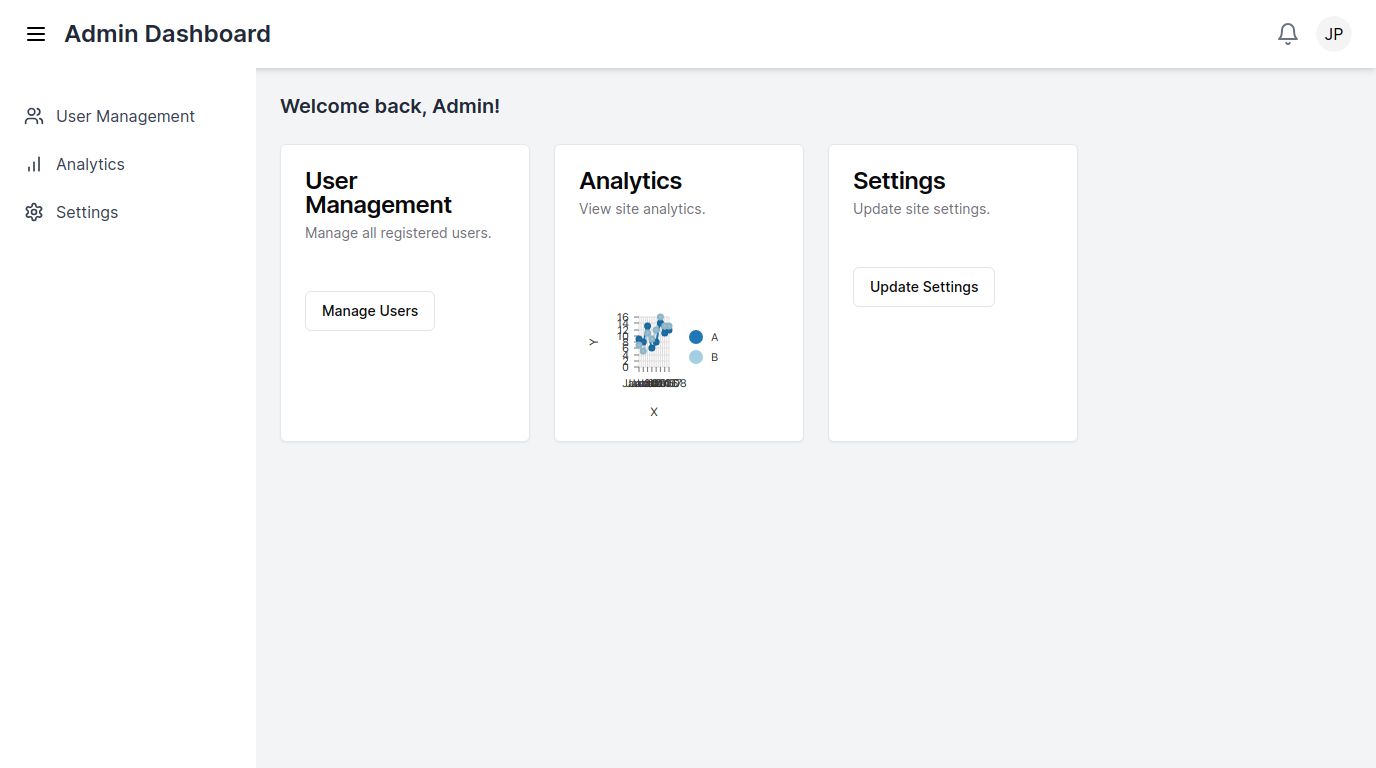 Admin Dashboard
JP
User Management
Analytics
Settings
Welcome back, Admin!
User
Management
Manage all registered users.
Manage Users
Analytics
View site analytics.
16
14
12
10
8
6
4
2
0
Y
X
A
B
Settings
Update site settings.
Update Settings